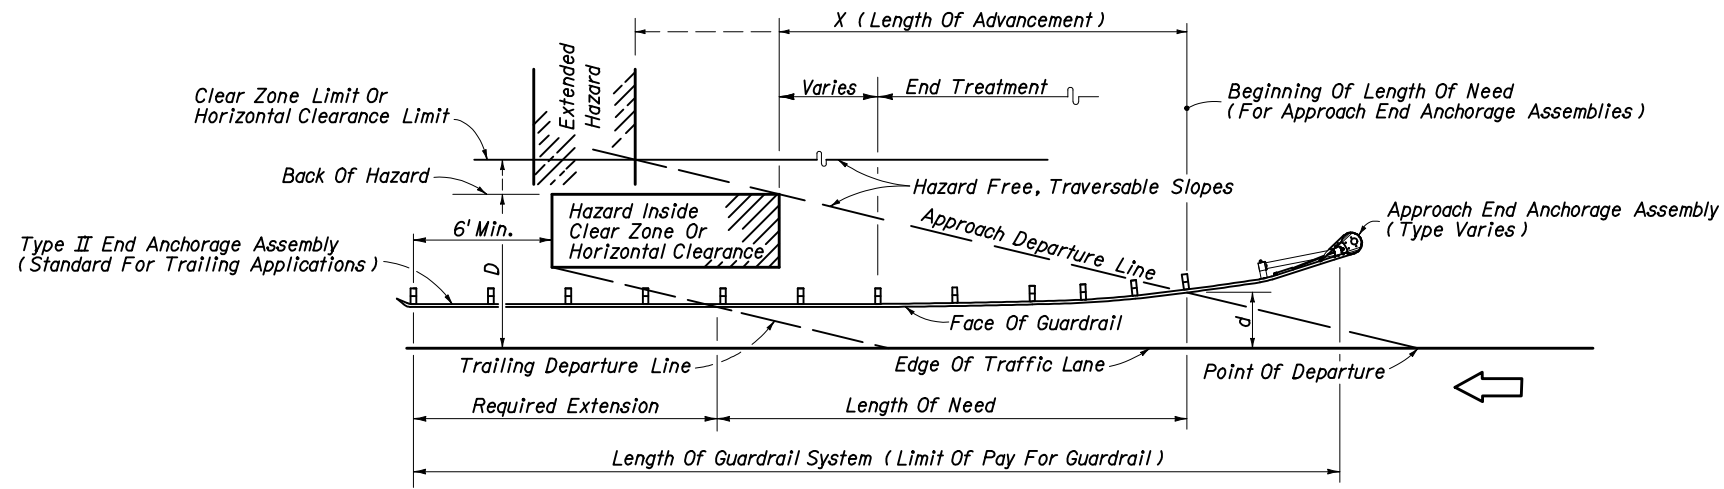 X ( Length Of Advancement )
Extended
Hazard
Varies
End Treatment
Clear Zone Limit Or
Horizontal Clearance Limit
Beginning Of Length Of Need
( For Approach End Anchorage Assemblies )
Back Of Hazard
Hazard Free, Traversable Slopes
Hazard Inside
Clear Zone Or
Horizontal Clearance
Approach Departure Line
Approach End Anchorage Assembly
( Type Varies )
6' Min.
Type II End Anchorage Assembly
( Standard For Trailing Applications )
D
d
Face Of Guardrail
Trailing Departure Line
Edge Of Traffic Lane
Point Of Departure
Required Extension
Length Of Need
Length Of Guardrail System ( Limit Of Pay For Guardrail )